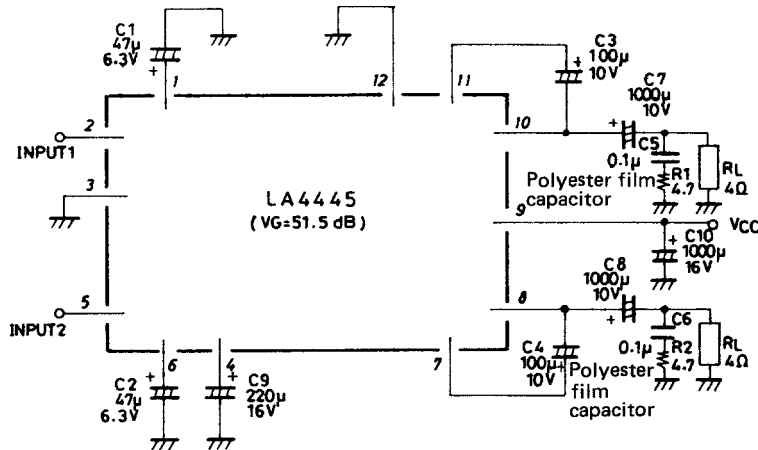 C1
47µ
6.3V
+
1
12
11
+
C3
100µ
10V
C7
1000µ
10V
2
INPUT1
10
+
C5
0.1µ
R1
4.7
RL
4Ω
Polyester film
capacitor
3
LA4445
(VG=51.5 dB)
9
VCC
+
C10
1000µ
16V
C8
1000µ
10V
5
INPUT2
8
+
C6
0.1µ
R2
4.7
RL
4Ω
6
4
7
C4
100µ
10V
+
Polyester
film
capacitor
C2
47µ
6.3V
+
+
C9
220µ
16V